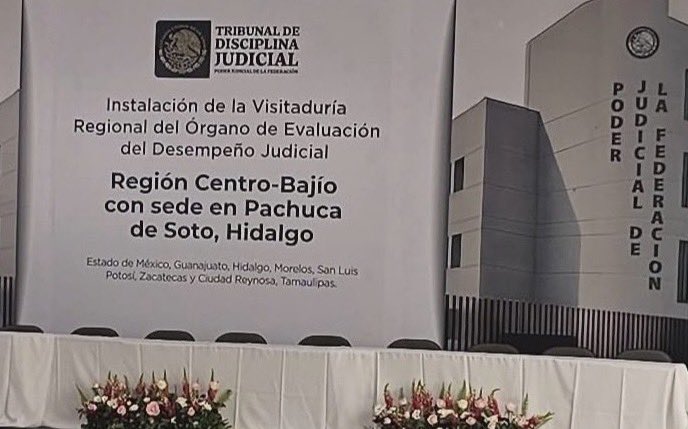 TRIBUNAL DE
DISCIPLINA
JUDICIAL
PODER JUDICIAL DE LA FEDERACIÓN
Instalación de la Visitaduría
Regional del Órgano de Evaluación
del Desempeño Judicial
Región Centro-Bajío
con sede en Pachuca
de Soto, Hidalgo
Estado de México, Guanajuato, Hidalgo, Morelos, San Luis
Potosí, Zacatecas y Ciudad Reynosa, Tamaulipas.
PODER
JUDICIAL DE
LA FEDERACION